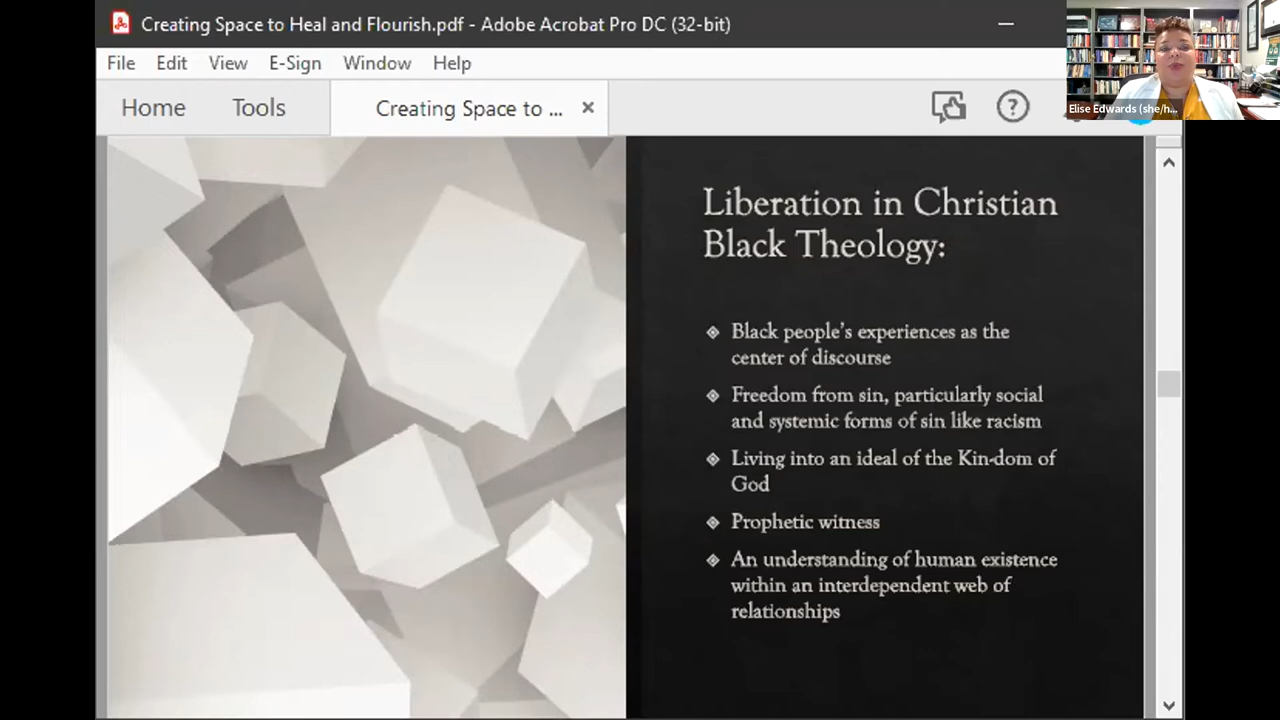 Creating Space to Heal and Flourish.pdf - Adobe Acrobat Pro DC (32-bit)
File Edit View E-Sign Window Help
Home Tools Creating Space to ...
Elise Edwards (she/h...
Liberation in Christian
Black Theology:
Black people's experiences as the
center of discourse
Freedom from sin, particularly social
and systemic forms of sin like racism
Living into an ideal of the Kin-dom of
God
Prophetic witness
An understanding of human existence
within an interdependent web of
relationships